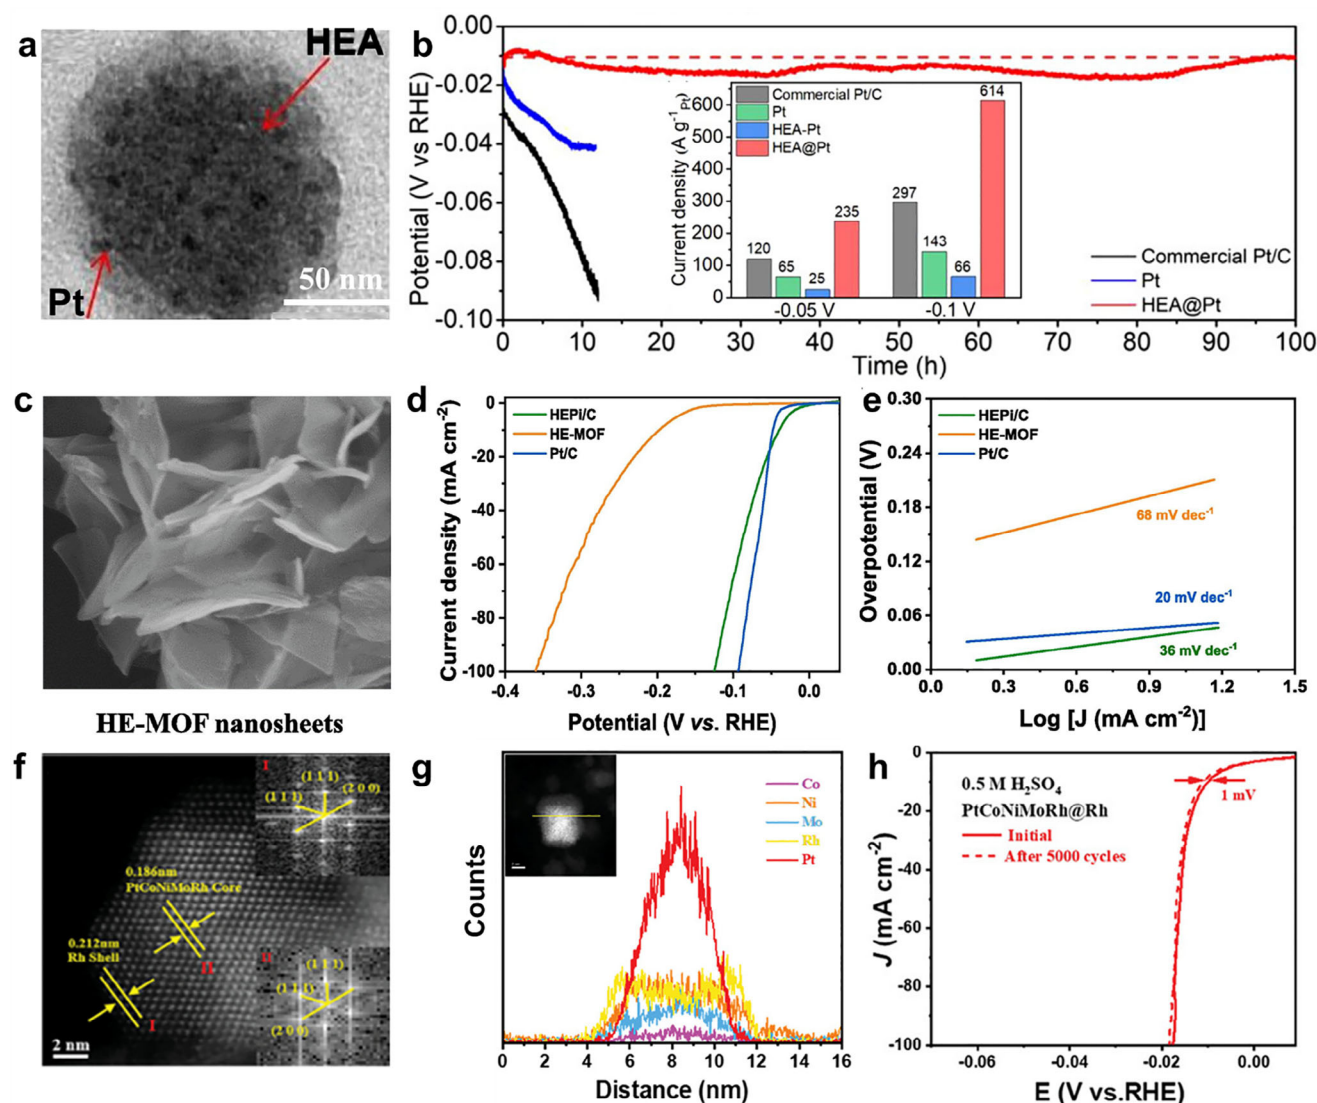 a
HEA
Pt
50 nm
b
0.00
-0.02
-0.04
-0.06
-0.08
-0.10
Potential (V vs RHE)
0 10 20 30 40 50 60 70 80 90 100
Time (h)
Commercial Pt/C
Pt
HEA@Pt
Current density (A g⁻¹Pt)
600
500
400
300
200
100
0
Commercial Pt/C
Pt
HEA-Pt
HEA@Pt
120
65
25
235
297
143
66
614
-0.05 V
-0.1 V
c
HE-MOF nanosheets
d
HEPi/C
HE-MOF
Pt/C
0
-20
-40
-60
-80
-100
Current density (mA cm⁻²)
-0.4 -0.3 -0.2 -0.1 0.0
Potential (V vs. RHE)
e
HEPi/C
HE-MOF
Pt/C
0.30
0.24
0.18
0.12
0.06
0.00
Overpotential (V)
68 mV dec⁻¹
20 mV dec⁻¹
36 mV dec⁻¹
0.0 0.3 0.6 0.9 1.2 1.5
Log [J (mA cm⁻²)]
f
I
(1 1 1)
(1 1 1)
(2 0 0)
0.186nm
PtCoNiMoRh Core
0.212nm
Rh Shell
II
I
II
(1 1 1)
(1 1 1)
(2 0 0)
2 nm
g
Co
Ni
Mo
Rh
Pt
Counts
0 2 4 6 8 10 12 14 16
Distance (nm)
h
0.5 M H₂SO₄
PtCoNiMoRh@Rh
Initial
After 5000 cycles
1 mV
0
-20
-40
-60
-80
-100
J (mA cm⁻²)
-0.06 -0.04 -0.02 0.00
E (V vs.RHE)